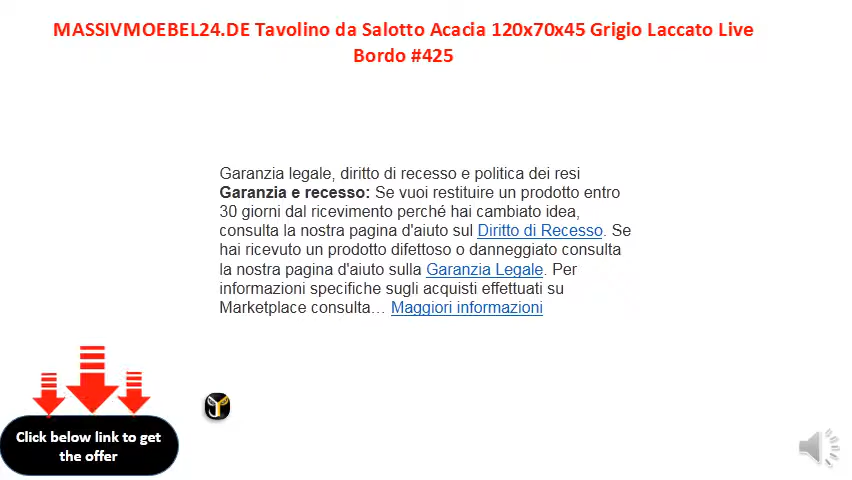 MASSIVMOEBEL24.DE Tavolino da Salotto Acacia 120x70x45 Grigio Laccato Live
Bordo #425
Garanzia legale, diritto di recesso e politica dei resi
Garanzia e recesso: Se vuoi restituire un prodotto entro
30 giorni dal ricevimento perché hai cambiato idea,
consulta la nostra pagina d'aiuto sul Diritto di Recesso. Se
hai ricevuto un prodotto difettoso o danneggiato consulta
la nostra pagina d'aiuto sulla Garanzia Legale. Per
informazioni specifiche sugli acquisti effettuati su
Marketplace consulta… Maggiori informazioni
Click below link to get
the offer